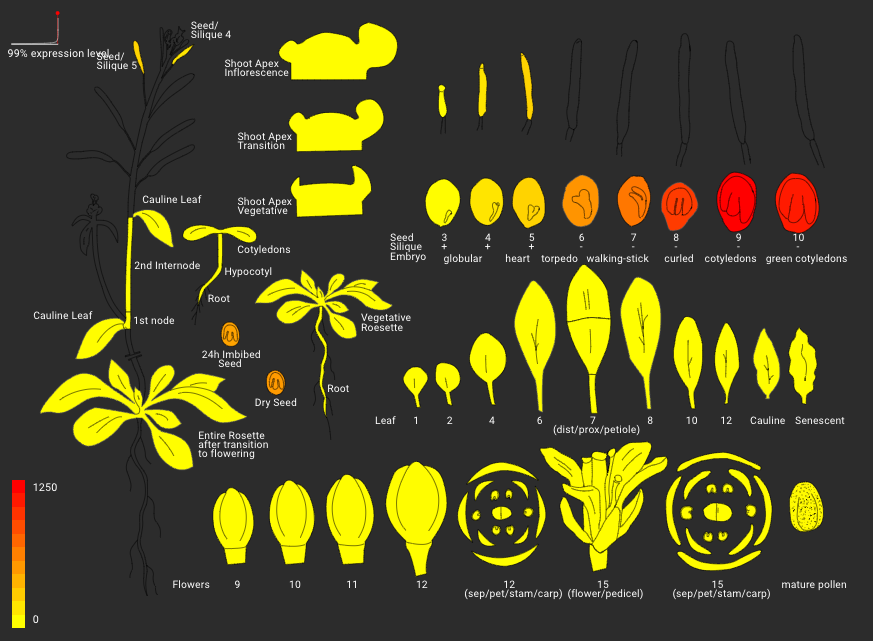 99% expression level
Seed/
Silique 4
Seed/
Silique 5
Shoot Apex
Inflorescence
Shoot Apex
Transition
Shoot Apex
Vegetative
Cauline Leaf
Cotyledons
2nd Internode
Hypocotyl
Root
Cauline Leaf
1st node
Vegetative
Roesette
24h Imbibed
Seed
Dry Seed
Root
Entire Rosette
after transition
to flowering
Seed 3 4 5 6 7 8 9 10
Silique + + + - - - - -
Embryo globular heart torpedo walking-stick curled cotyledons green cotyledons
Leaf 1 2 4 6 7 8 10 12 Cauline Senescent
(dist/prox/petiole)
1250
0
Flowers 9 10 11 12 12 15 15 mature pollen
(sep/pet/stam/carp) (flower/pedicel) (sep/pet/stam/carp)